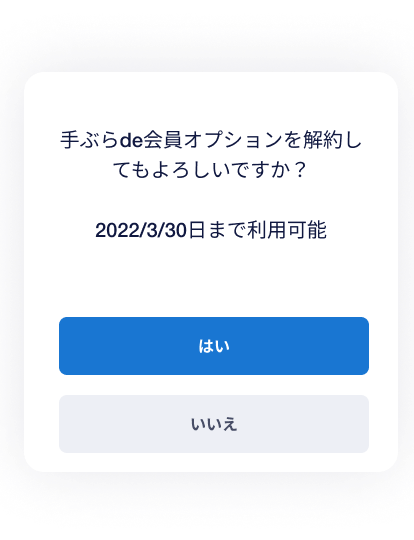 手ぶらde会員オプションを解約し
てもよろしいですか？
2022/3/30日まで利用可能
はい
いいえ